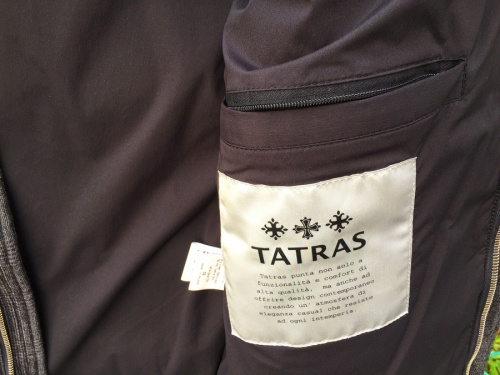 TATRAS
Tatras punta non solo a
funzionalità e comfort di
alta qualità, ma anche ad
offrire design contemporaneo
creando un' atmosfera di
eleganza casual che resiste
ad ogni intemperia.